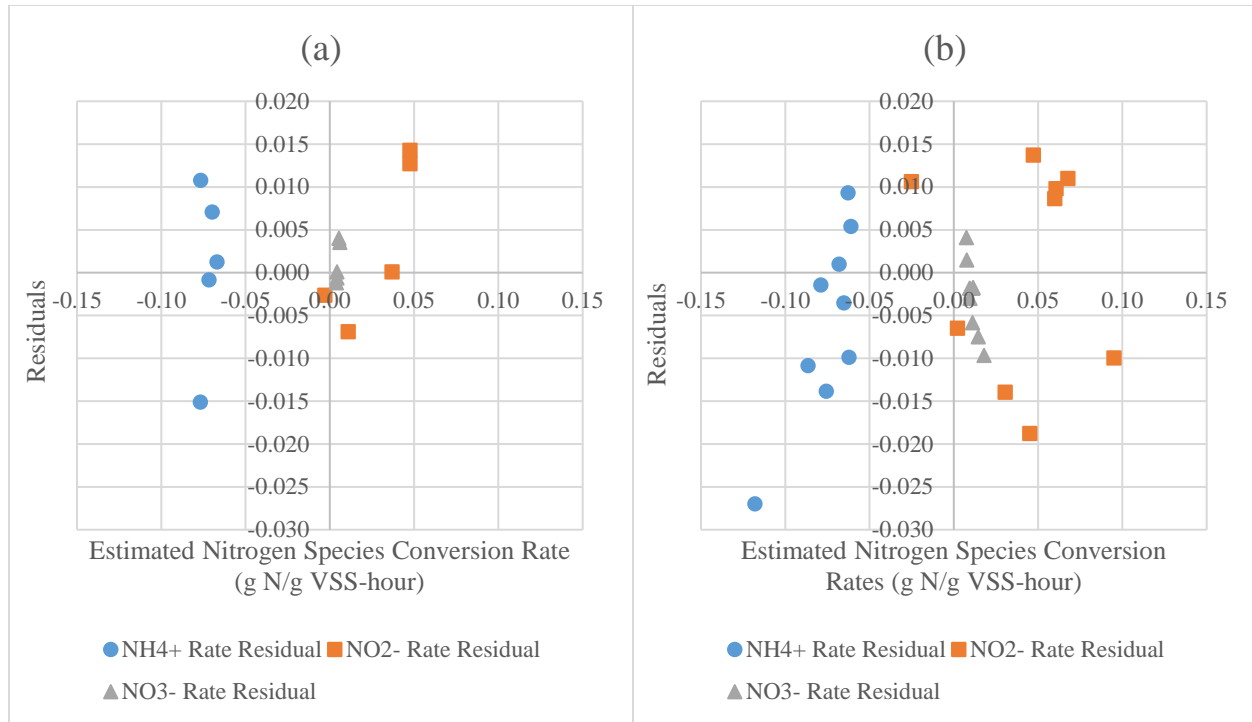 (a)
0.020
0.015
0.010
0.005
0.000
-0.005
-0.010
-0.015
-0.020
-0.025
-0.030
-0.15 -0.10 -0.05 0.00 0.05 0.10 0.15
Residuals
Estimated Nitrogen Species Conversion Rate
(g N/g VSS-hour)
NH4+ Rate Residual NO2- Rate Residual
NO3- Rate Residual
(b)
0.020
0.015
0.010
0.005
0.000
-0.005
-0.010
-0.015
-0.020
-0.025
-0.030
-0.15 -0.10 -0.05 0.00 0.05 0.10 0.15
Residuals
Estimated Nitrogen Species Conversion
Rates (g N/g VSS-hour)
NH4+ Rate Residual NO2- Rate Residual
NO3- Rate Residual